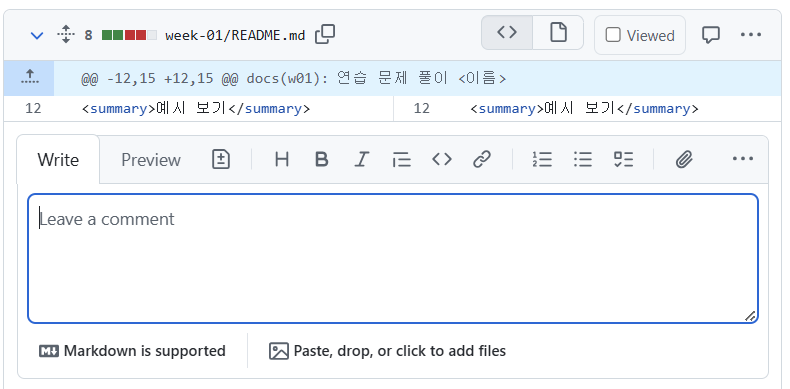 8 week-01/README.md Viewed
@@ -12,15 +12,15 @@ docs(w01): 연습 문제 풀이 <이름>
12 <summary>예시 보기</summary> 12 <summary>예시 보기</summary>
Write Preview
Leave a comment
Markdown is supported Paste, drop, or click to add files